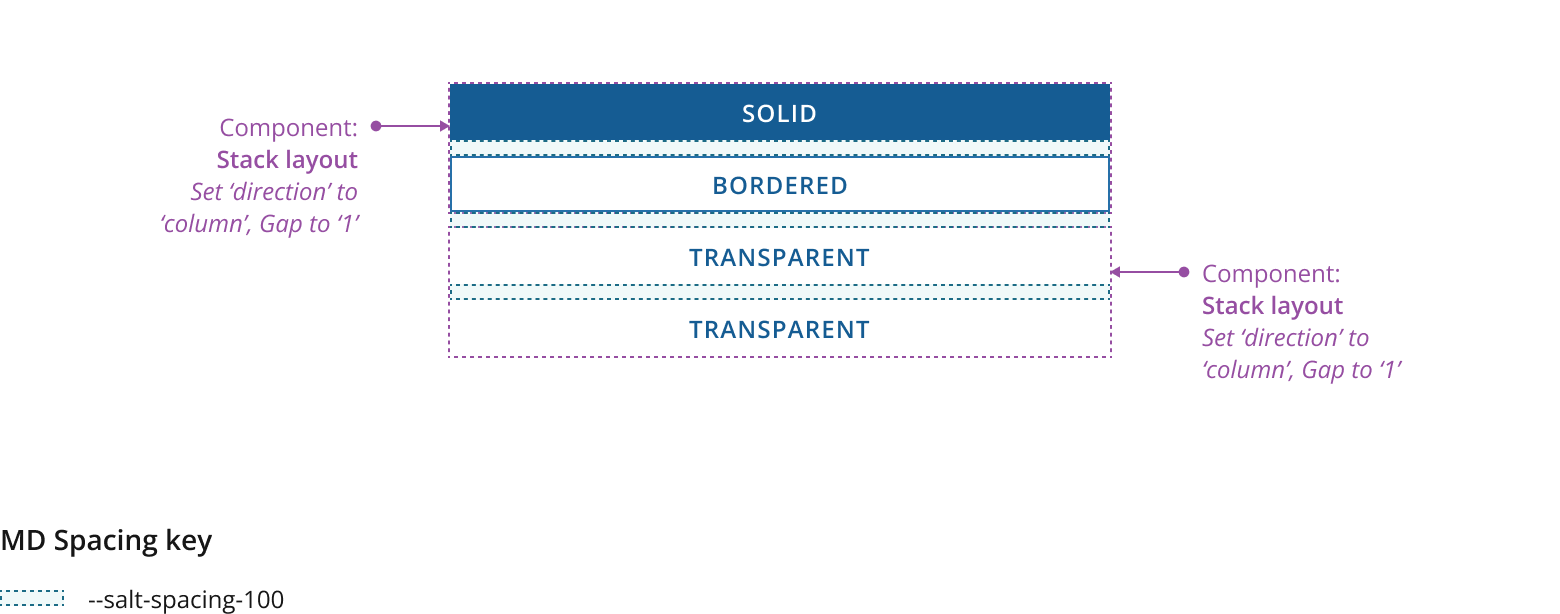 SOLID
Component:
Stack layout
Set ‘direction’ to
‘column’, Gap to ‘1’
BORDERED
TRANSPARENT
Component:
Stack layout
Set ‘direction’ to
‘column’, Gap to ‘1’
TRANSPARENT
MD Spacing key
--salt-spacing-100